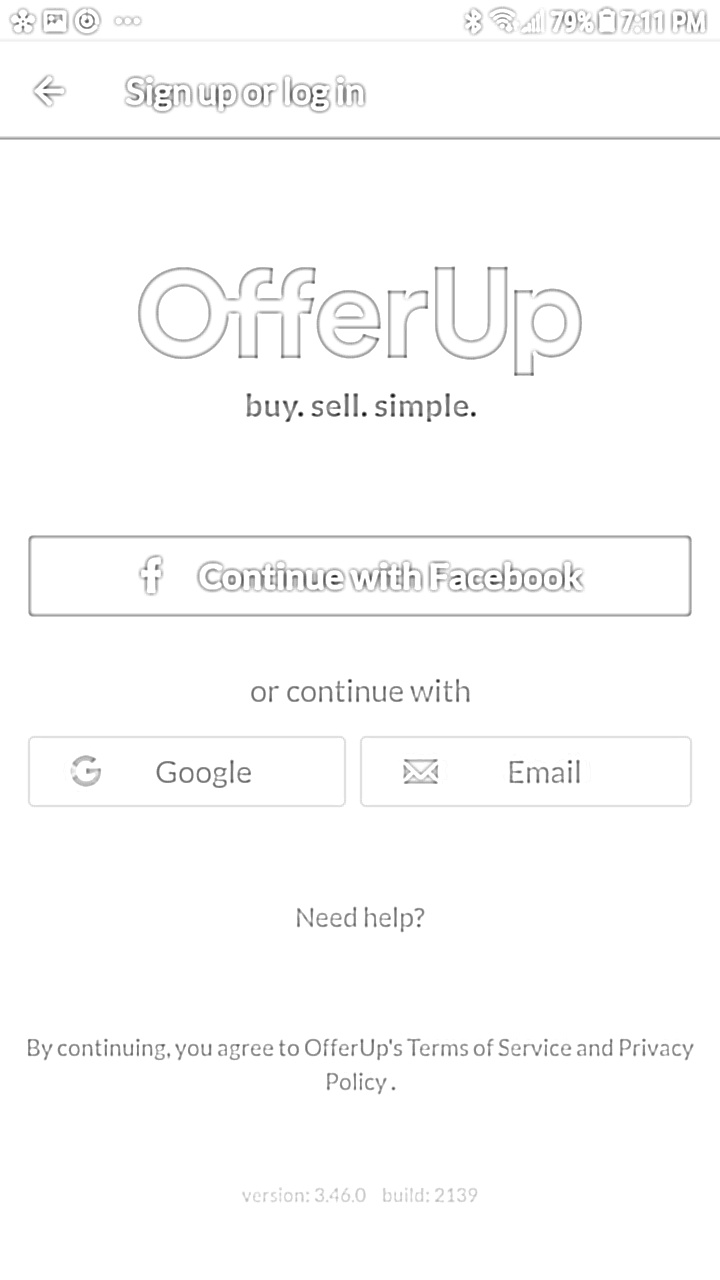 79% 7:11 PM
Sign up or log in
OfferUp
buy. sell. simple.
f Continue with Facebook
or continue with
G Google
Email
Need help?
By continuing, you agree to OfferUp's Terms of Service and Privacy
Policy.
version: 3.46.0 build: 2139